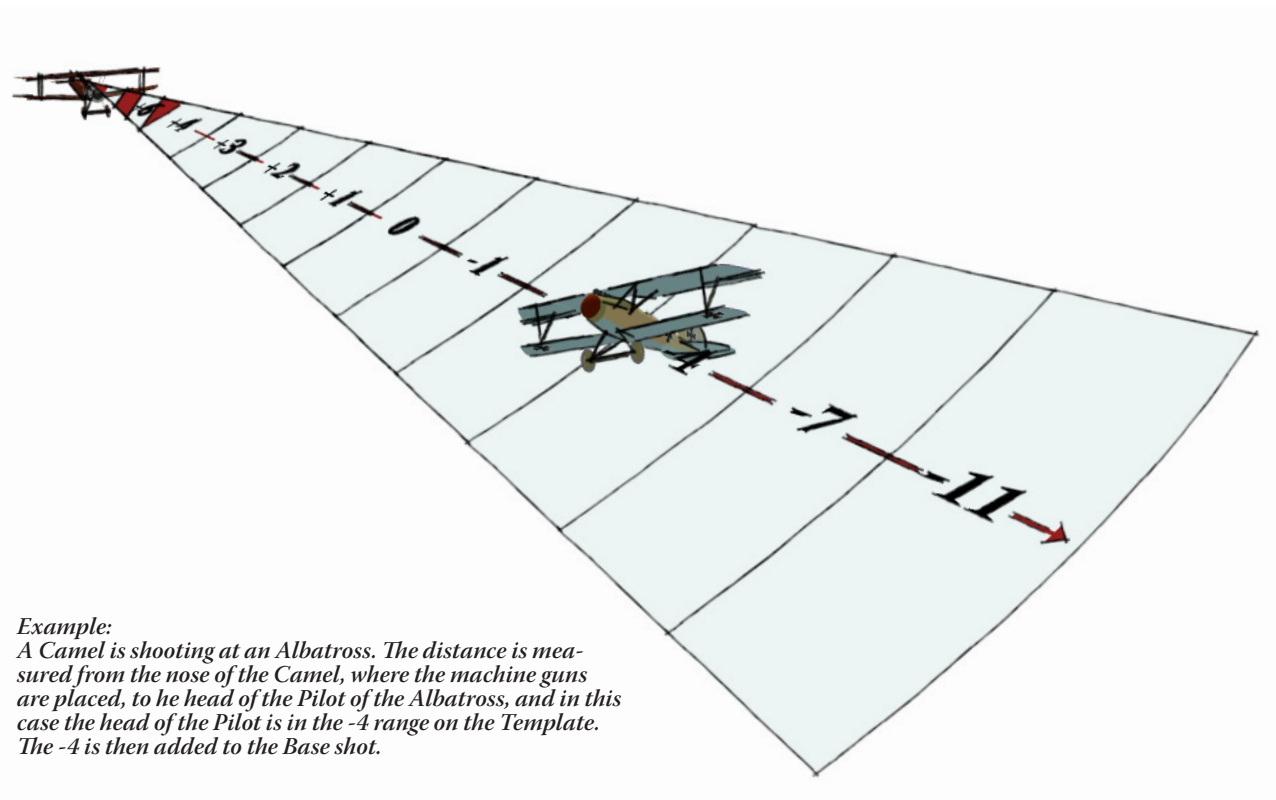 +4
+3
+2
+1
0
-1
4
-7
-11
Example:
A Camel is shooting at an Albatross. The distance is mea-
sured from the nose of the Camel, where the machine guns
are placed, to he head of the Pilot of the Albatross, and in this
case the head of the Pilot is in the -4 range on the Template.
The -4 is then added to the Base shot.